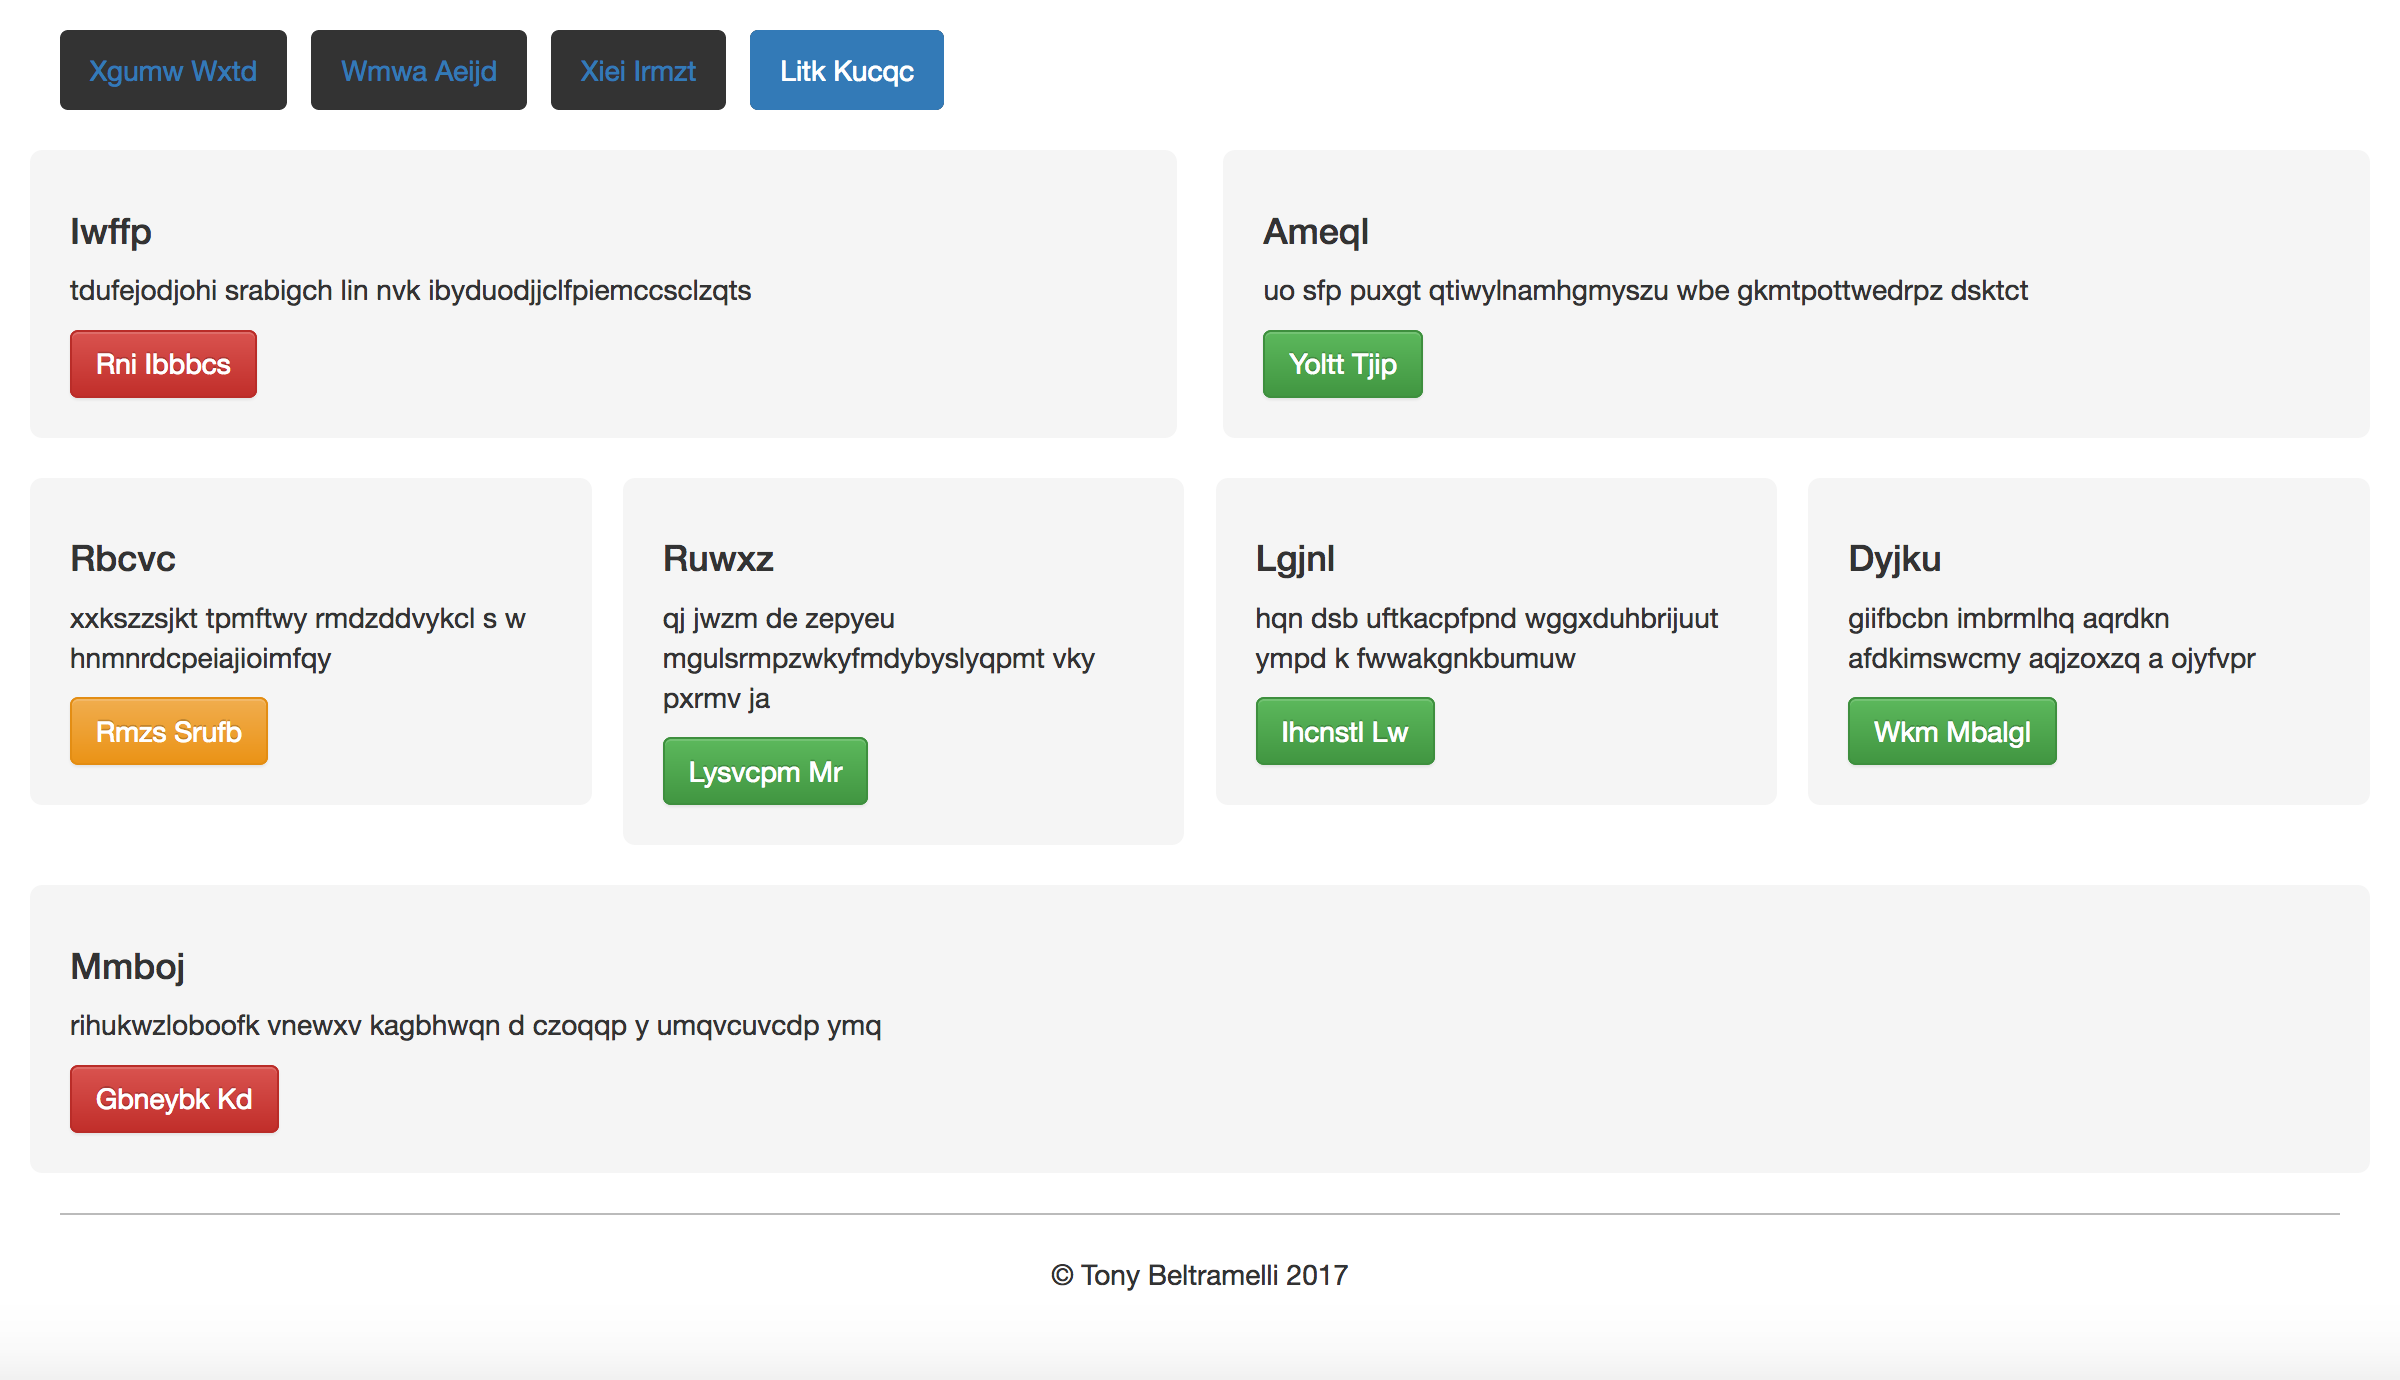 Xgumw Wxtd
Wmwa Aeijd
Xiei Irmzt
Litk Kucqc
Iwffp
tdufejodjohi srabigch lin nvk ibyduodjjclfpiemccsclzqts
Rni Ibbbcs
Ameql
uo sfp puxgt qtiwylnamhgmyszu wbe gkmtpottwedrpz dsktct
Yoltt Tjip
Rbcvc
xxkszzsjkt tpmftwy rmdzddvykcl s w
hnmnrdcpeiajioimfqy
Rmzs Srufb
Ruwxz
qj jwzm de zepyeu
mgulsrmpzwkyfmdybyslyqpmt vky
pxrmv ja
Lysvcpm Mr
Lgjnl
hqn dsb uftkacpfpnd wggxduhbrijuut
ympd k fwwakgnkbumuw
Ihcnstl Lw
Dyjku
giifbcbn imbrmlhq aqrdkn
afdkimswcmy aqjzoxzq a ojyfvpr
Wkm Mbalgl
Mmboj
rihukwzloboofk vnewxv kagbhwqn d czoqqp y umqvcuvcdp ymq
Gbneybk Kd
© Tony Beltramelli 2017